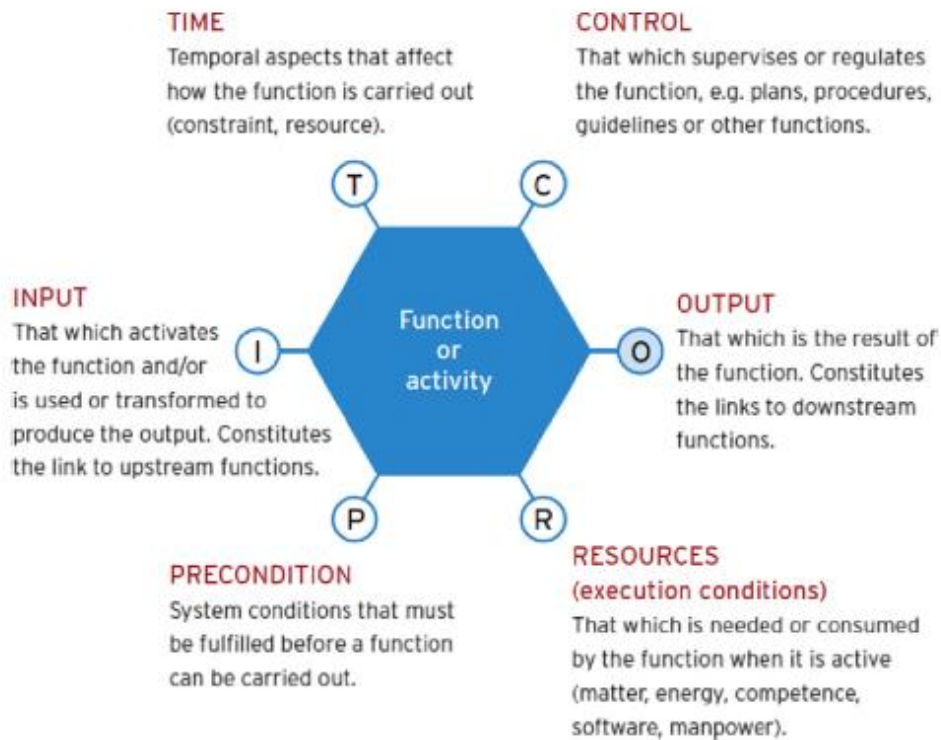 TIME
Temporal aspects that affect
how the function is carried out
(constraint, resource).
CONTROL
That which supervises or regulates
the function, e.g. plans, procedures,
guidelines or other functions.
T
C
INPUT
That which activates
the function and/or
is used or transformed to
produce the output. Constitutes
the link to upstream functions.
I
Function
or
activity
O
OUTPUT
That which is the result of
the function. Constitutes
the links to downstream
functions.
P
R
PRECONDITION
System conditions that must
be fulfilled before a function
can be carried out.
RESOURCES
(execution conditions)
That which is needed or consumed
by the function when it is active
(matter, energy, competence,
software, manpower).